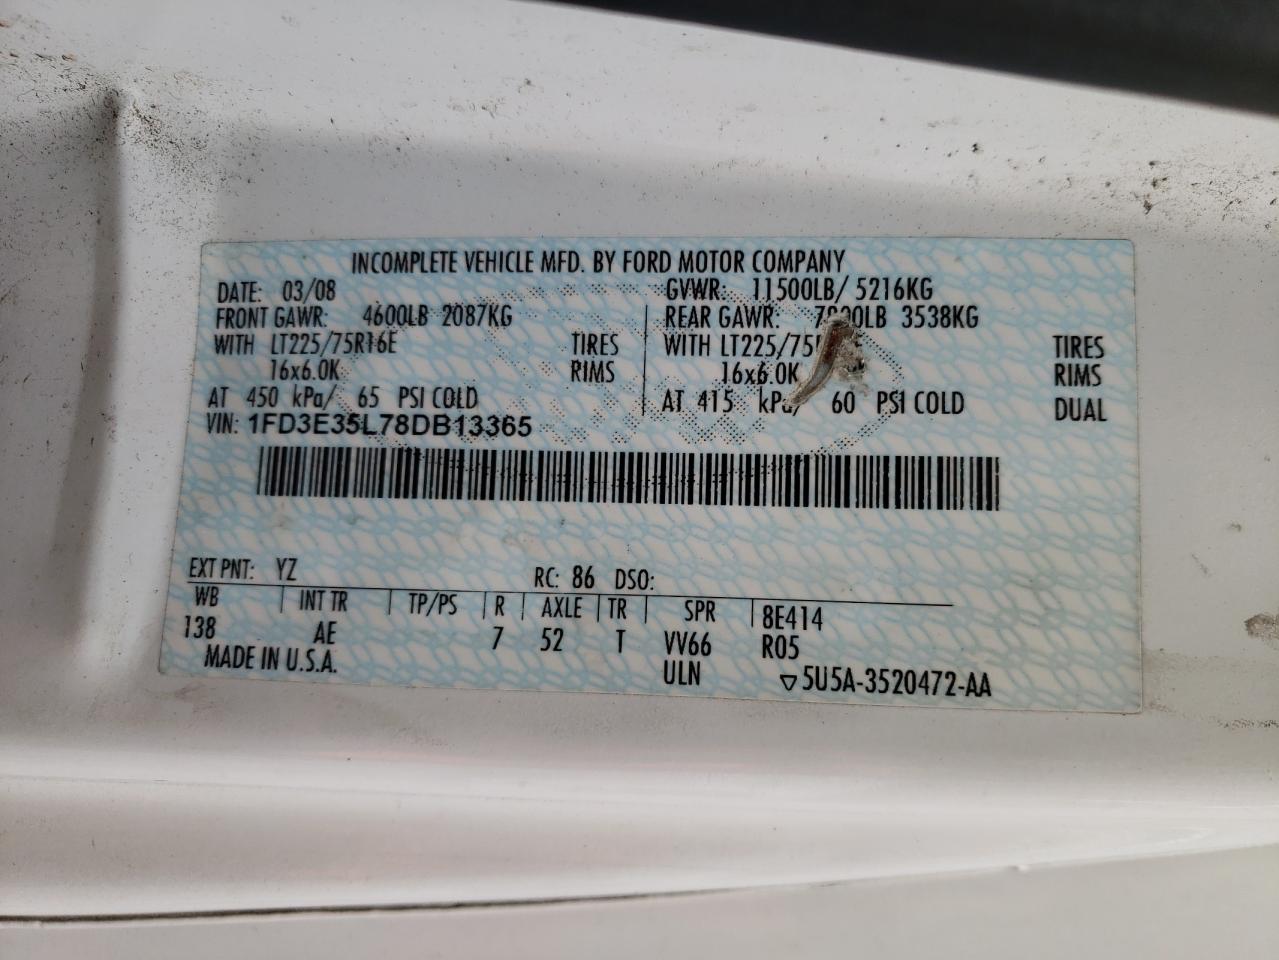 INCOMPLETE VEHICLE MFD. BY FORD MOTOR COMPANY
DATE: 03/08 GVWR: 11500LB/ 5216KG
FRONT GAWR: 4600LB 2087KG REAR GAWR: 3538KG
WITH LT225/75R16E TIRES WITH TIRES
16x6.0K RIMS 16x6.0K RIMS
AT 450 kPa/ 65 PSI COLD AT 415 kPa/ 60 PSI COLD DUAL
VIN: 1FD3E35L78DB13365
EXT PNT: YZ RC: 86 DSO:
WB INT TR TP/PS R AXLE TR SPR 8E414
138 AE 7 52 T VV66 R05
MADE IN U.S.A. ULN ▽5U5A-3520472-AA